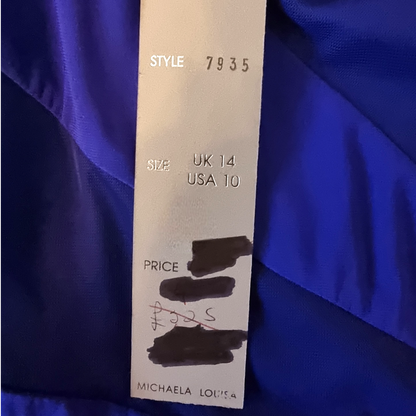 STYLE 7935
SIZE UK 14
USA 10
PRICE
$225
MICHAELA LOUISA